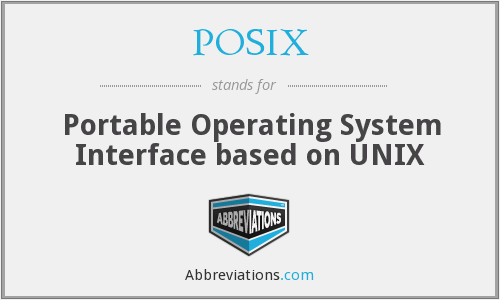 POSIX
stands for
Portable Operating System
Interface based on UNIX
ABBREVIATIONS
Abbreviations.com